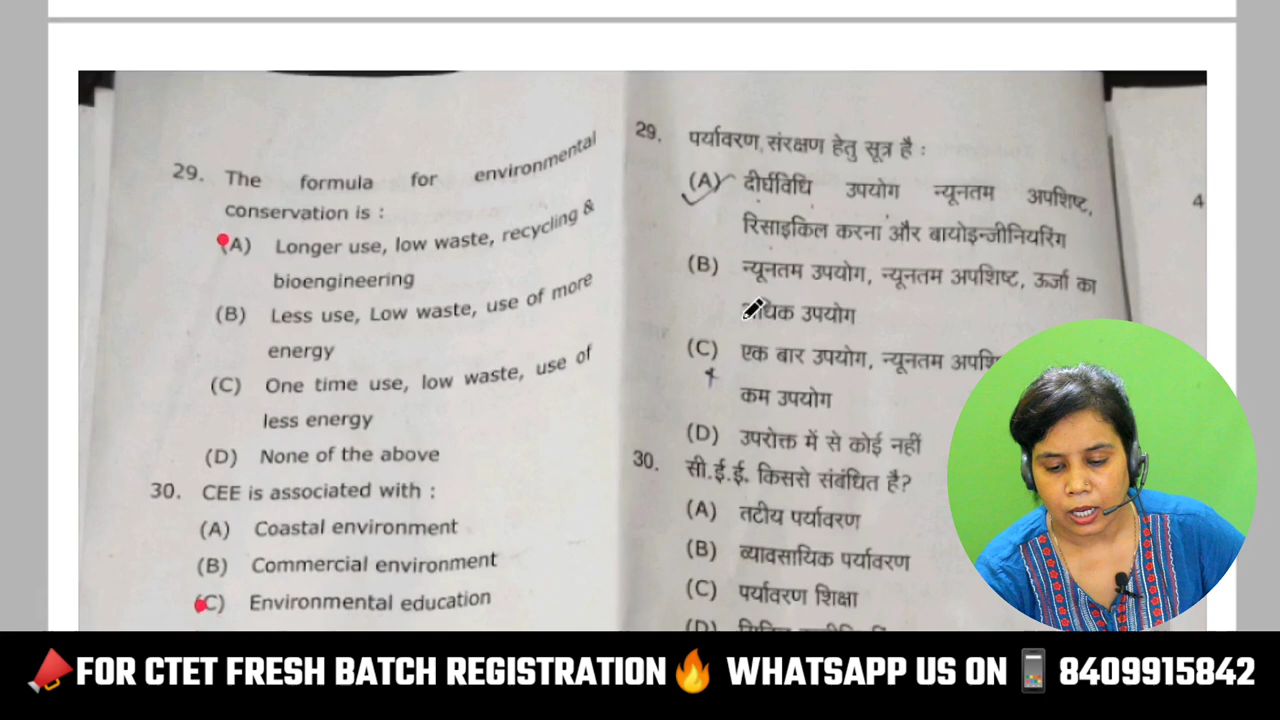 29. The formula for environmental
conservation is :
(A) Longer use, low waste, recycling &
bioengineering
(B) Less use, Low waste, use of more
energy
(C) One time use, low waste, use of
less energy
(D) None of the above
30. CEE is associated with :
(A) Coastal environment
(B) Commercial environment
(C) Environmental education
29. पर्यावरण संरक्षण हेतु सूत्र है :
(A) दीर्घविधि उपयोग न्यूनतम अपशिष्ट,
रिसाइकिल करना और बायोइन्जीनियरिंग
(B) न्यूनतम उपयोग, न्यूनतम अपशिष्ट, ऊर्जा का
उपयोग
(C) एक बार उपयोग, न्यूनतम
कम उपयोग
(D) उपरोक्त में से कोई नहीं
30. सी.ई.ई. किससे संबंधित है?
(A) तटीय पर्यावरण
(B) व्यावसायिक पर्यावरण
(C) पर्यावरण शिक्षा
(D)
4
FOR CTET FRESH BATCH REGISTRATION WHATSAPP US ON 8409915842